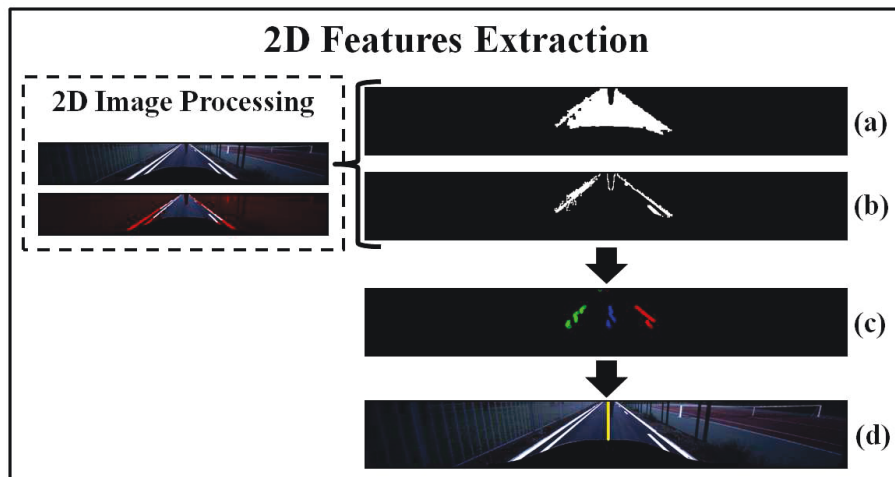 2D Features Extraction
2D Image Processing
(a)
(b)
(c)
(d)